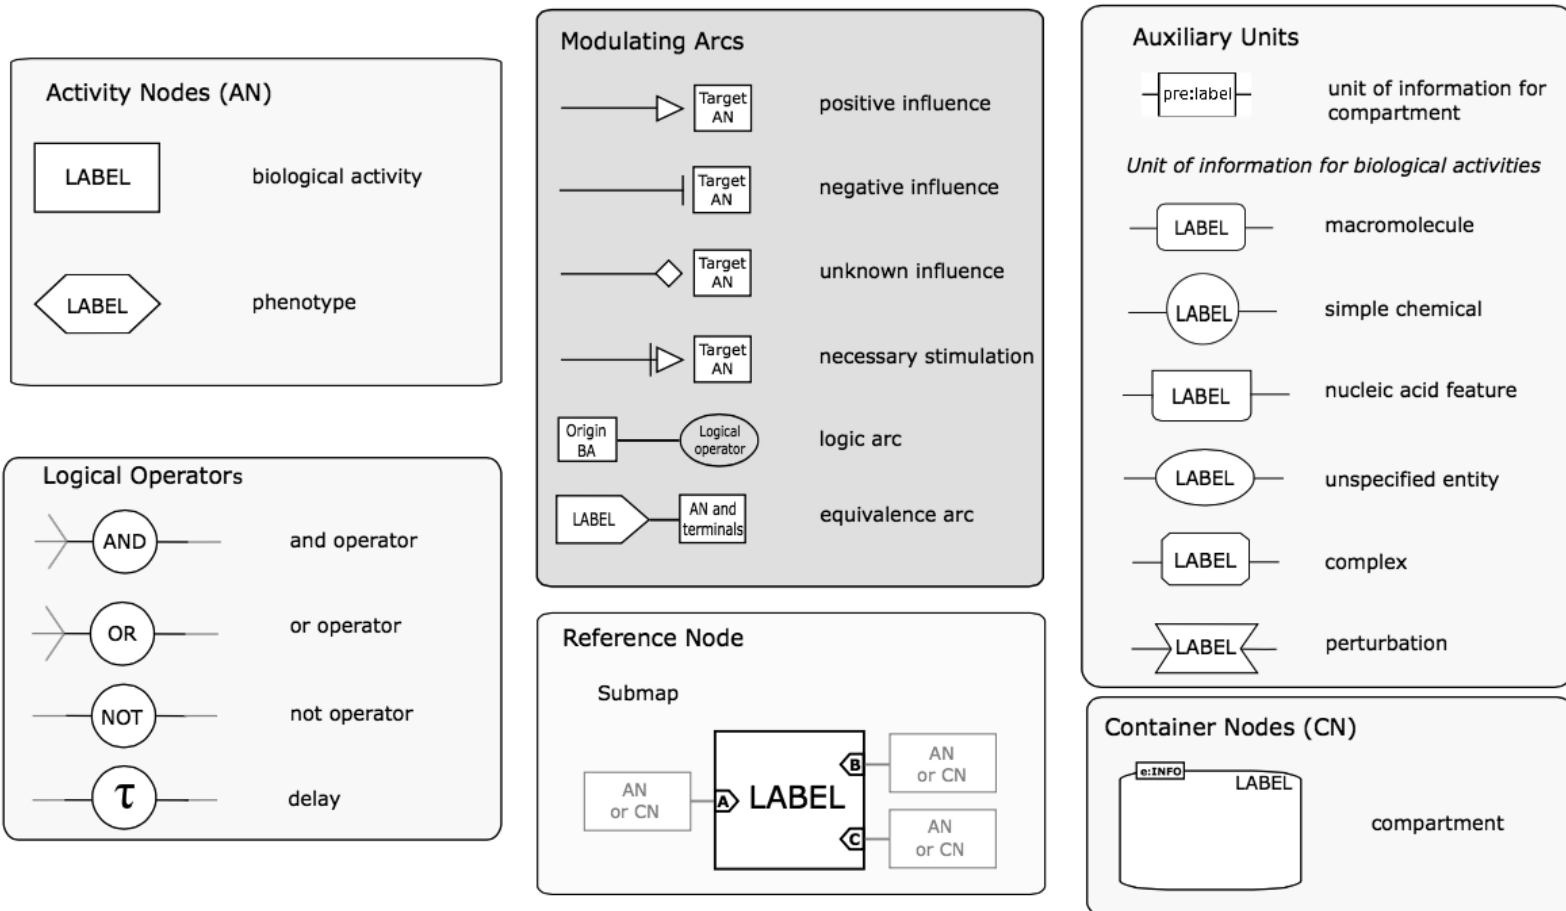 Activity Nodes (AN)
LABEL
biological activity
LABEL
phenotype
Logical Operators
AND
and operator
OR
or operator
NOT
not operator
τ
delay
Modulating Arcs
Target
AN
positive influence
Target
AN
negative influence
Target
AN
unknown influence
Target
AN
necessary stimulation
Origin
BA
Logical
operator
logic arc
LABEL
AN and
terminals
equivalence arc
Reference Node
Submap
AN
or CN
A
LABEL
B
C
AN
or CN
AN
or CN
Auxiliary Units
pre:label
unit of information for
compartment
Unit of information for biological activities
LABEL
macromolecule
LABEL
simple chemical
LABEL
nucleic acid feature
LABEL
unspecified entity
LABEL
complex
LABEL
perturbation
Container Nodes (CN)
e:INFO
LABEL
compartment